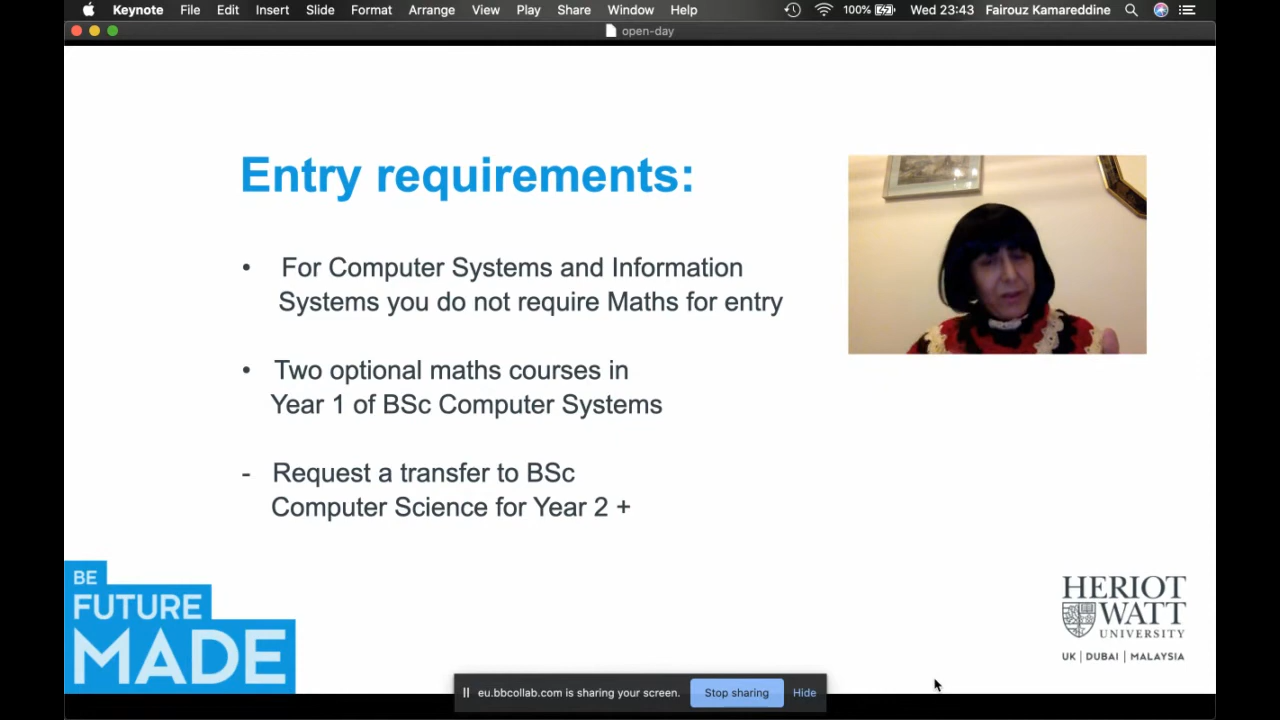 Keynote File Edit Insert Slide Format Arrange View Play Share Window Help 100% Wed 23:43 Fairouz Kamareddine
open-day
Entry requirements:
• For Computer Systems and Information
Systems you do not require Maths for entry
• Two optional maths courses in
Year 1 of BSc Computer Systems
- Request a transfer to BSc
Computer Science for Year 2 +
BE
FUTURE
MADE
HERIOT
WATT
UNIVERSITY
UK | DUBAI | MALAYSIA
eu.bbcollab.com is sharing your screen. Stop sharing Hide